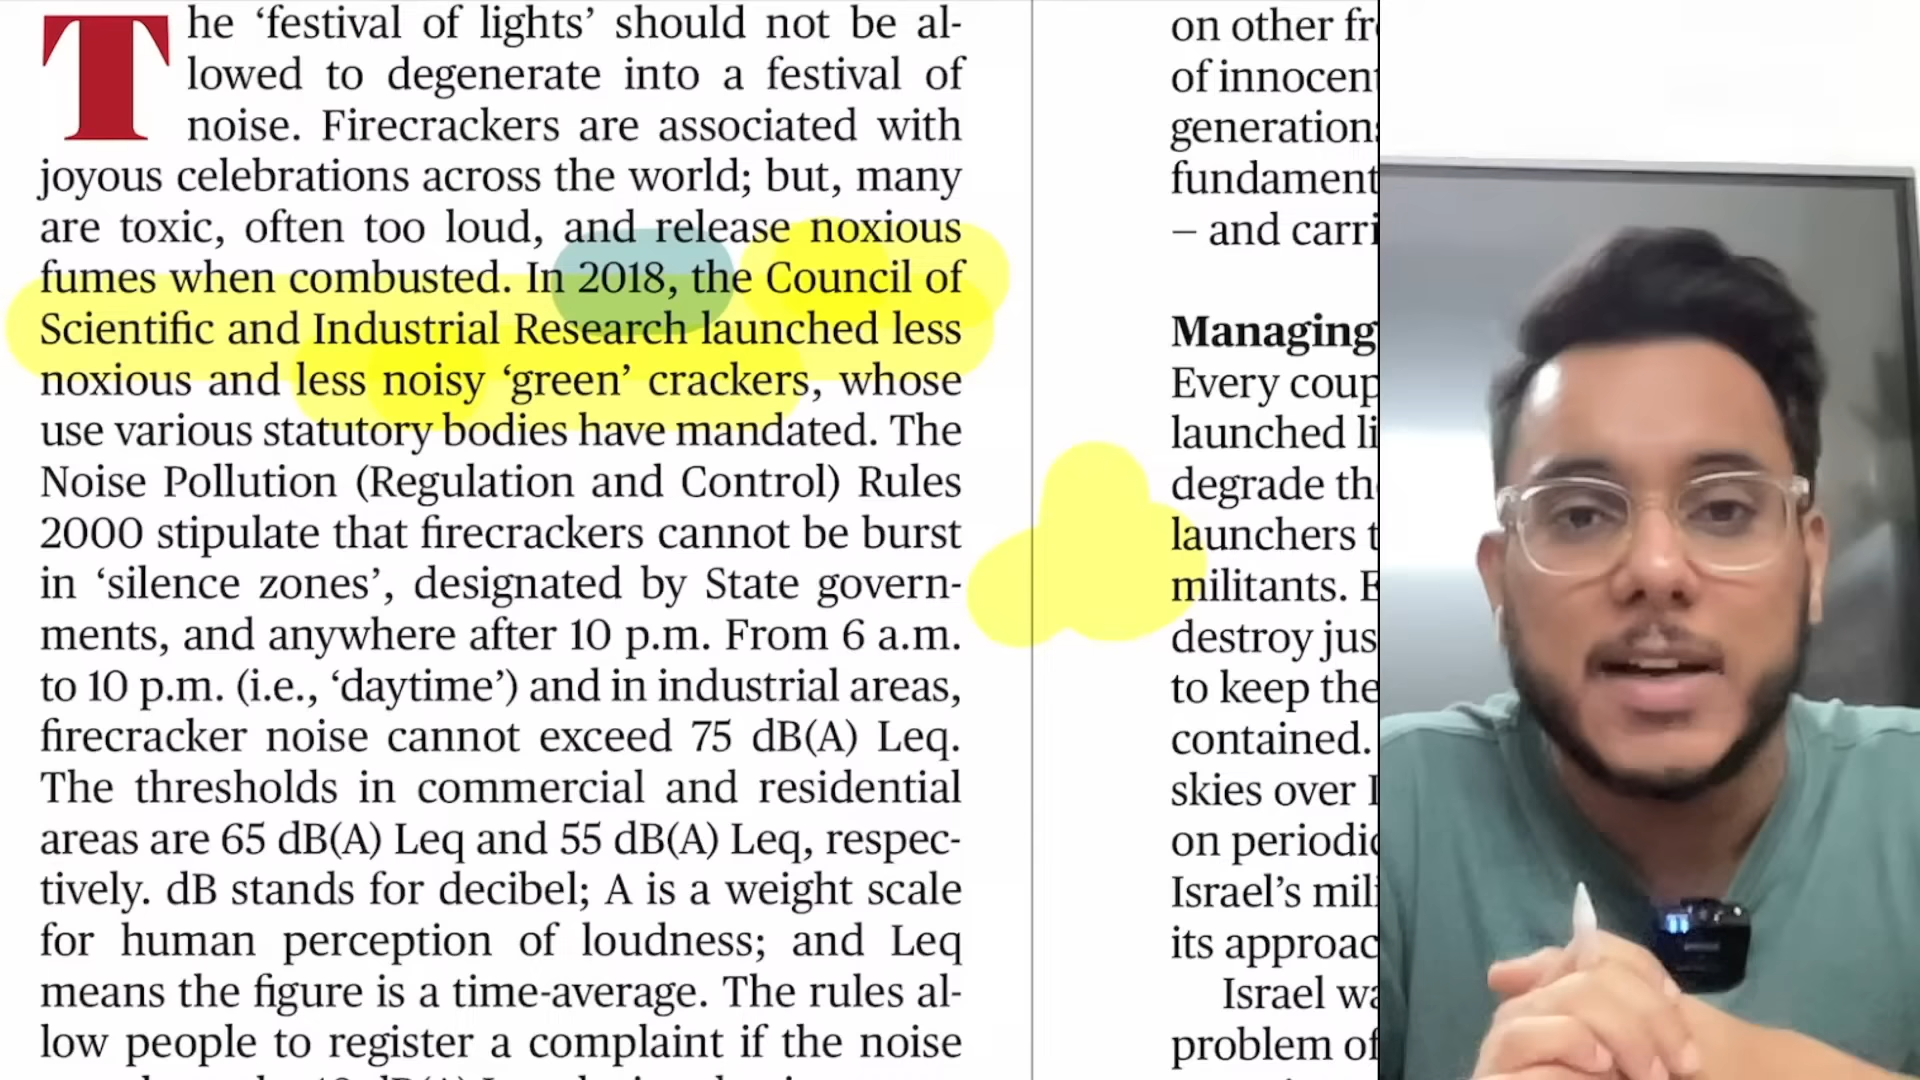 The ‘festival of lights’ should not be al-
lowed to degenerate into a festival of
noise. Firecrackers are associated with
joyous celebrations across the world; but, many
are toxic, often too loud, and release noxious
fumes when combusted. In 2018, the Council of
Scientific and Industrial Research launched less
noxious and less noisy ‘green’ crackers, whose
use various statutory bodies have mandated. The
Noise Pollution (Regulation and Control) Rules
2000 stipulate that firecrackers cannot be burst
in ‘silence zones’, designated by State govern-
ments, and anywhere after 10 p.m. From 6 a.m.
to 10 p.m. (i.e., ‘daytime’) and in industrial areas,
firecracker noise cannot exceed 75 dB(A) Leq.
The thresholds in commercial and residential
areas are 65 dB(A) Leq and 55 dB(A) Leq, respec-
tively. dB stands for decibel; A is a weight scale
for human perception of loudness; and Leq
means the figure is a time-average. The rules al-
low people to register a complaint if the noise
on other
of innocent
generations
fundament
– and carri
Managing
Every coup
launched
degrade
launchers
militants.
destroy jus
to keep the
contained.
skies over
on periodic
Israel’s mil
its approac
Israel
problem of